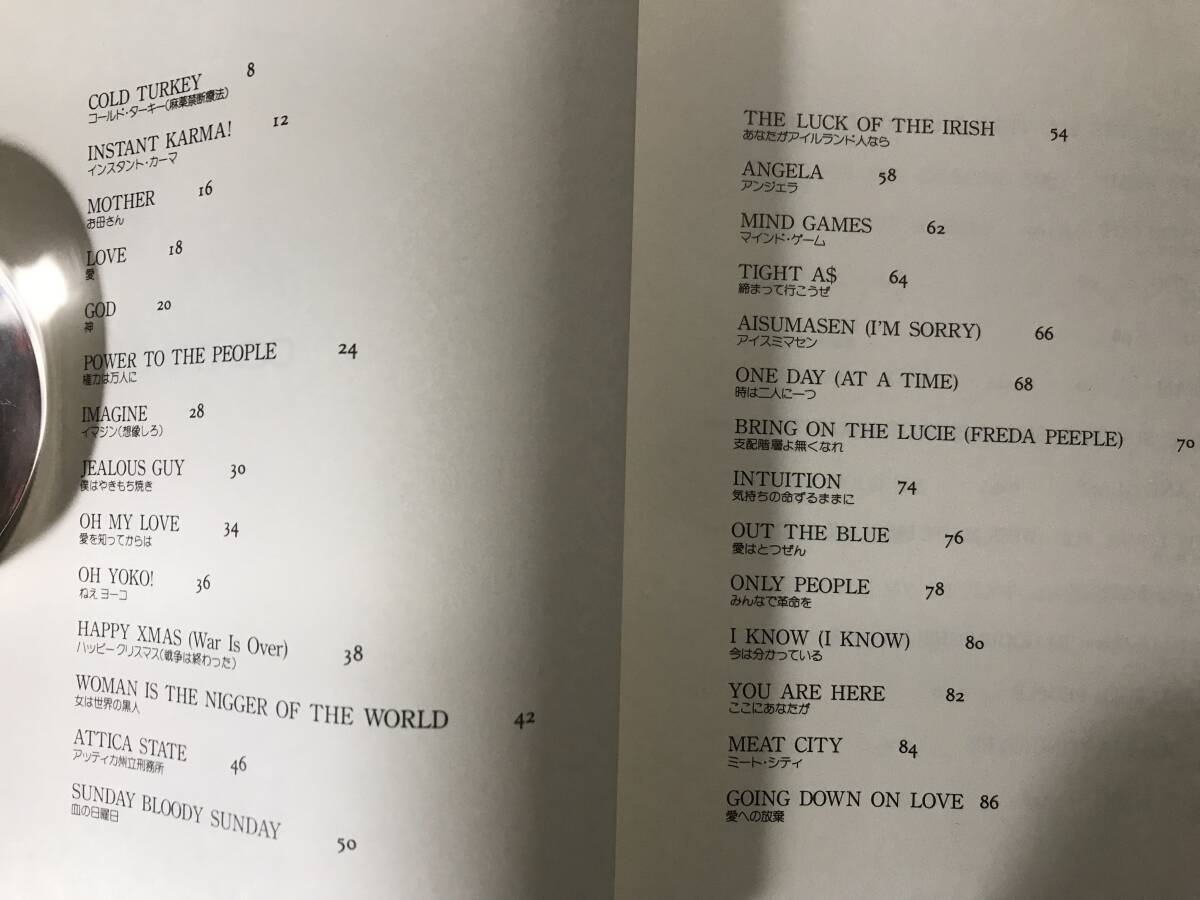 COLD TURKEY 8
コールド・ターキー(麻薬禁断療法)
INSTANT KARMA! 12
インスタント・カーマ
MOTHER 16
お母さん
LOVE 18
愛
GOD 20
神
POWER TO THE PEOPLE 24
権力は万人に
IMAGINE 28
イマジン(想像しろ)
JEALOUS GUY 30
僕はやきもち焼き
OH MY LOVE 34
愛を知ってからは
OH YOKO! 36
ねえ ヨーコ
HAPPY XMAS (War Is Over) 38
ハッピークリスマス(戦争は終わった)
WOMAN IS THE NIGGER OF THE WORLD 42
女は世界の黒人
ATTICA STATE 46
アッティカ州立刑務所
SUNDAY BLOODY SUNDAY 50
血の日曜日
THE LUCK OF THE IRISH 54
あなたがアイルランド人なら
ANGELA 58
アンジェラ
MIND GAMES 62
マインド・ゲーム
TIGHT A$ 64
締まって行こうぜ
AISUMASEN (I'M SORRY) 66
アイスミマセン
ONE DAY (AT A TIME) 68
時は二人に一つ
BRING ON THE LUCIE (FREDA PEEPLE) 70
支配階層よ無くなれ
INTUITION 74
気持ちの命ずるままに
OUT THE BLUE 76
愛はとつぜん
ONLY PEOPLE 78
みんなで革命を
I KNOW (I KNOW) 80
今は分かっている
YOU ARE HERE 82
ここにあなたが
MEAT CITY 84
ミート・シティ
GOING DOWN ON LOVE 86
愛への放棄